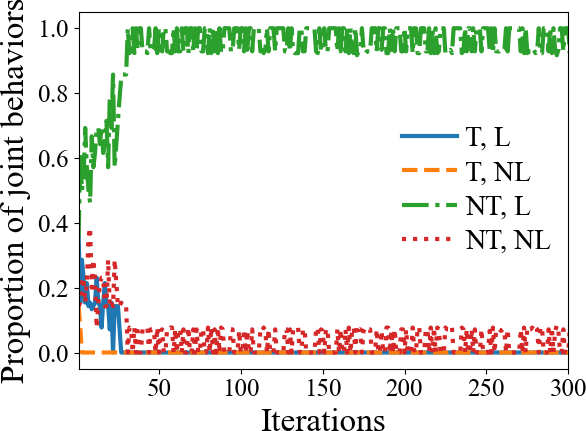 Proportion of joint behaviors
1.0
0.8
0.6
0.4
0.2
0.0
T, L
T, NL
NT, L
NT, NL
50 100 150 200 250 300
Iterations